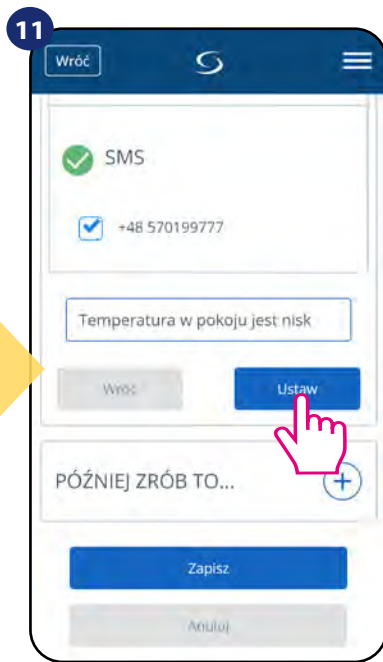 11
Wróć
SMS
+48 570199777
Temperatura w pokoju jest nisk
Wróć
Ustaw
PÓŹNIEJ ZRÓB TO...
Zapisz
Anuluj